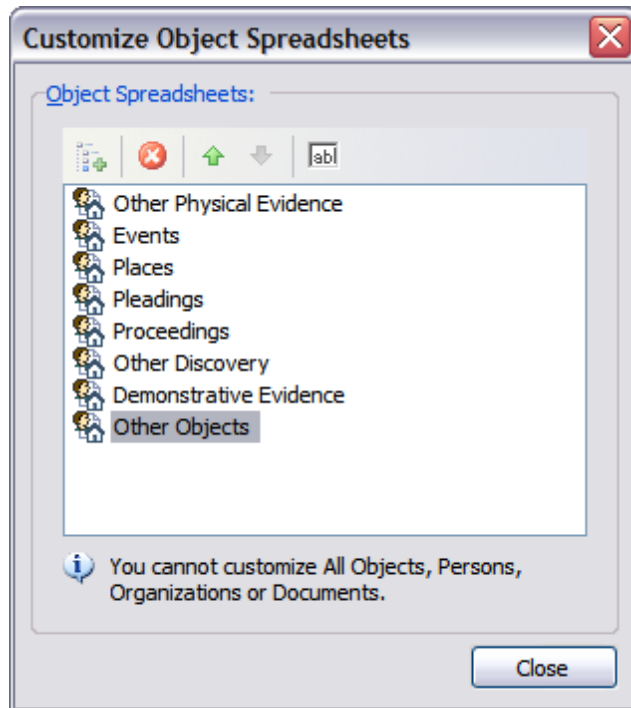 Customize Object Spreadsheets
Object Spreadsheets:
abl
Other Physical Evidence
Events
Places
Pleadings
Proceedings
Other Discovery
Demonstrative Evidence
Other Objects
You cannot customize All Objects, Persons,
Organizations or Documents.
Close